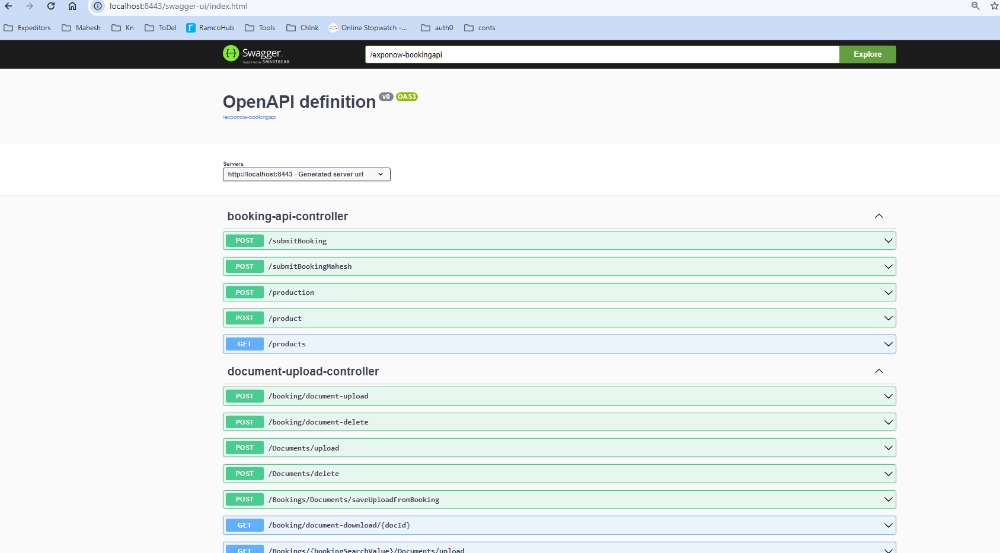 localhost:8443/swagger-ui/index.html
Expeditors Mahesh Kn ToDel RamcoHub Tools ChInk Online Stopwatch -... auth0 conts
Swagger
Supported by SMARTBEAR
/exponow-bookingapi Explore
OpenAPI definition v0 OAS3
/exponow-bookingapi
Servers
http://localhost:8443 - Generated server url
booking-api-controller
POST /submitBooking
POST /submitBookingMahesh
POST /production
POST /product
GET /products
document-upload-controller
POST /booking/document-upload
POST /booking/document-delete
POST /Documents/upload
POST /Documents/delete
POST /Bookings/Documents/saveUploadFromBooking
GET /booking/document-download/{docId}
GET /Bookings/{bookingSearchValue}/Documents/upload